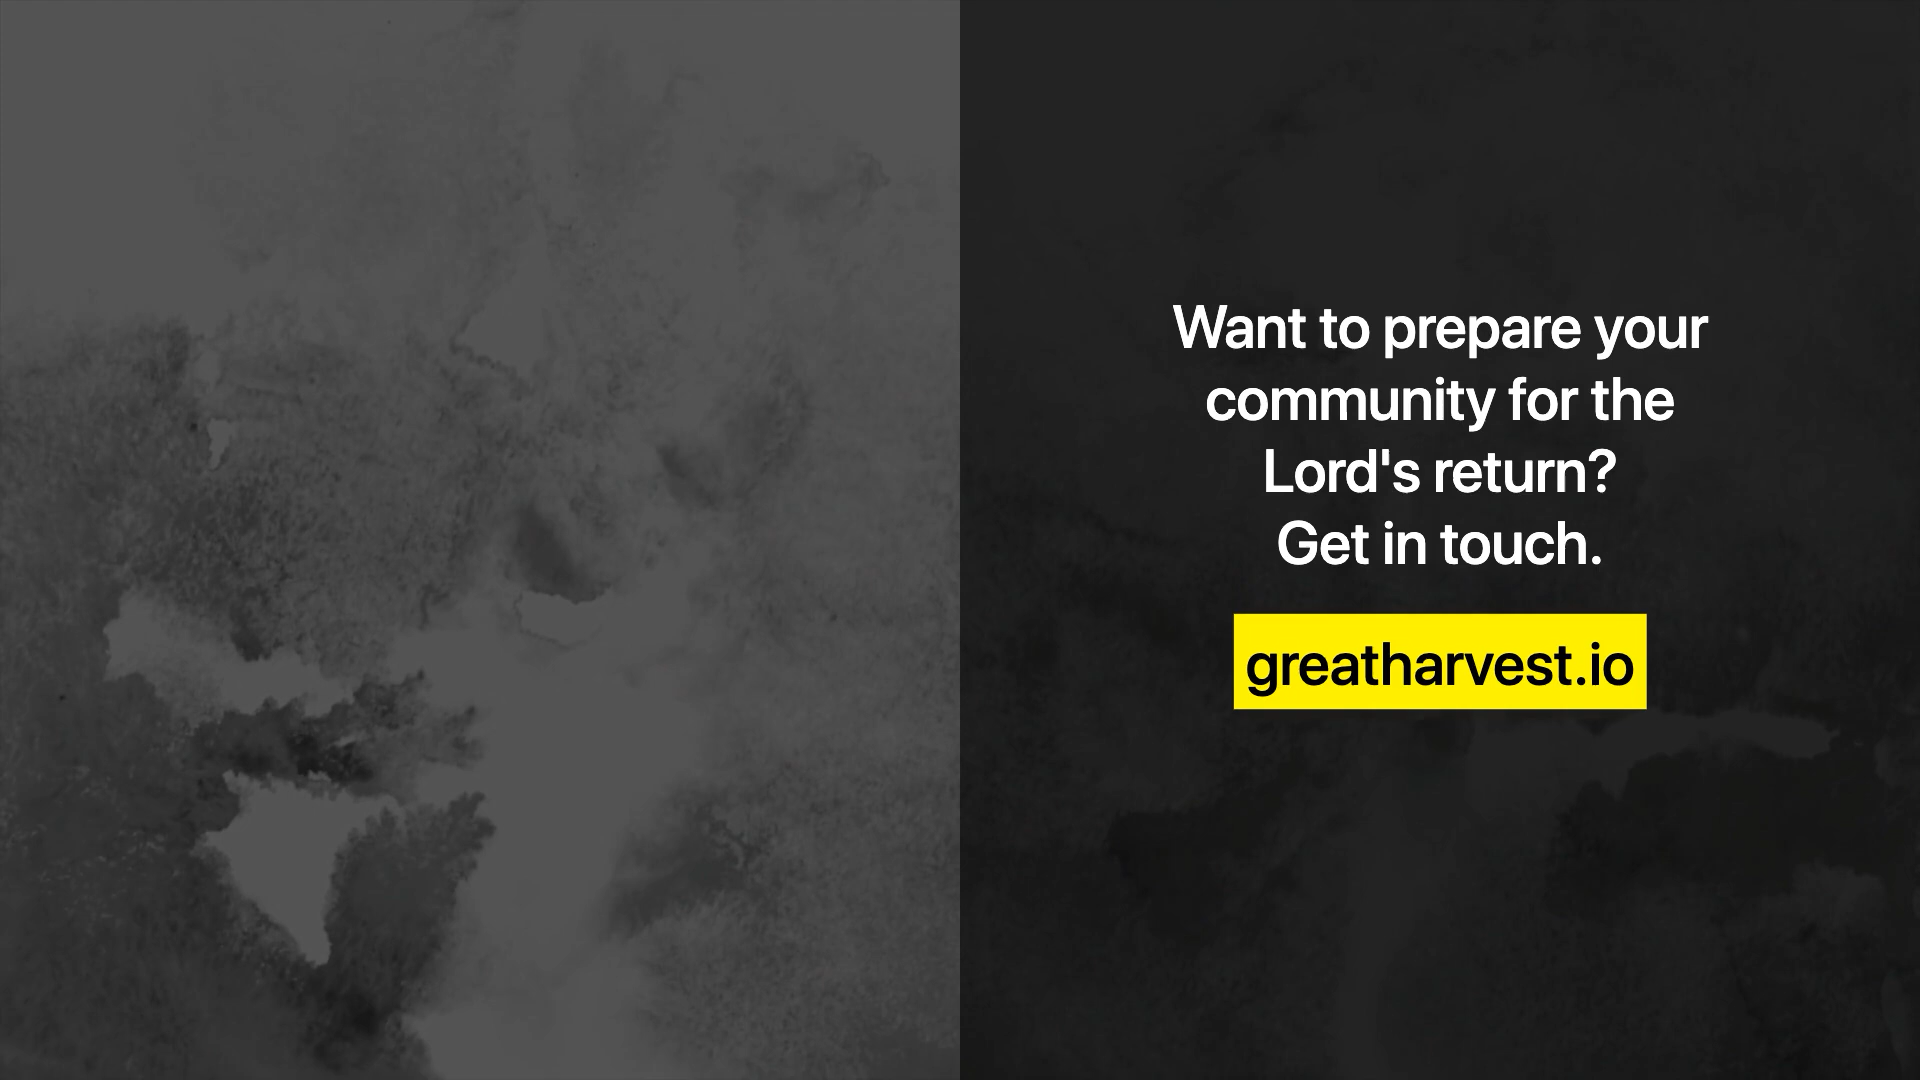 Want to prepare your
community for the
Lord's return?
Get in touch.
greatharvest.io